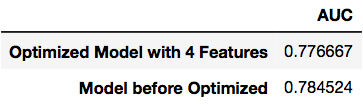 AUC
Optimized Model with 4 Features 0.776667
Model before Optimized 0.784524